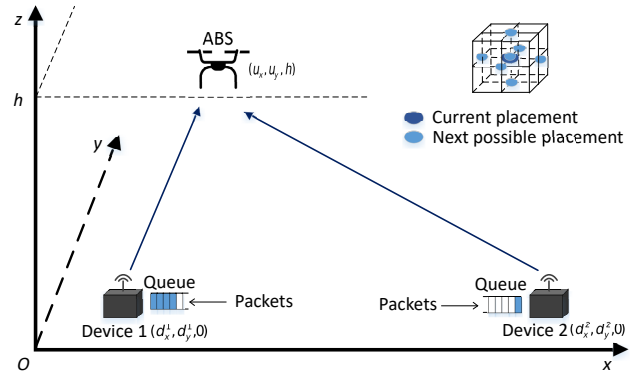 z
ABS
(u_x, u_y, h)
h
Current placement
Next possible placement
y
Queue
Packets
Device 1 (d_x^1, d_y^1, 0)
Queue
Packets
Device 2 (d_x^2, d_y^2, 0)
O
x